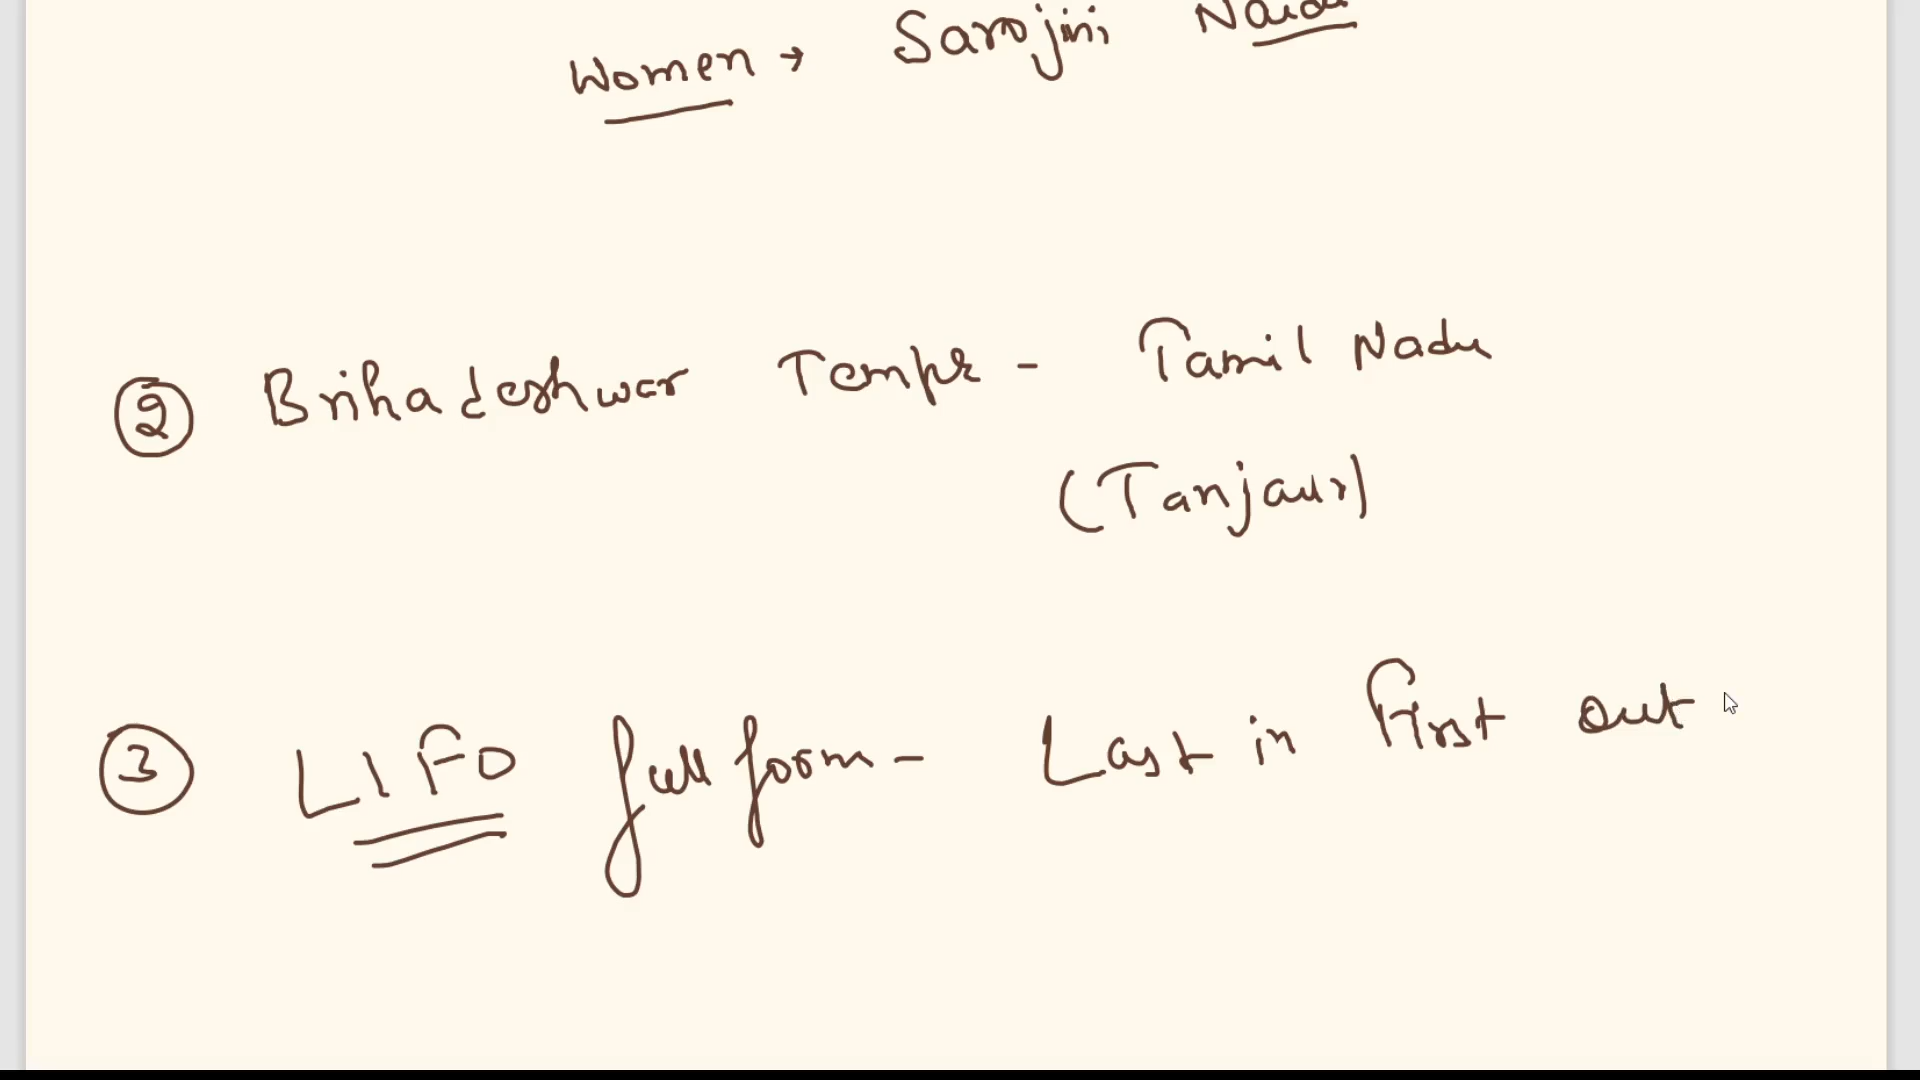 Women → Sarojini Naidu
② Brihadeshwar Temple - Tamil Nadu
(Tanjaur)
③ LIFO full form - Last in First out